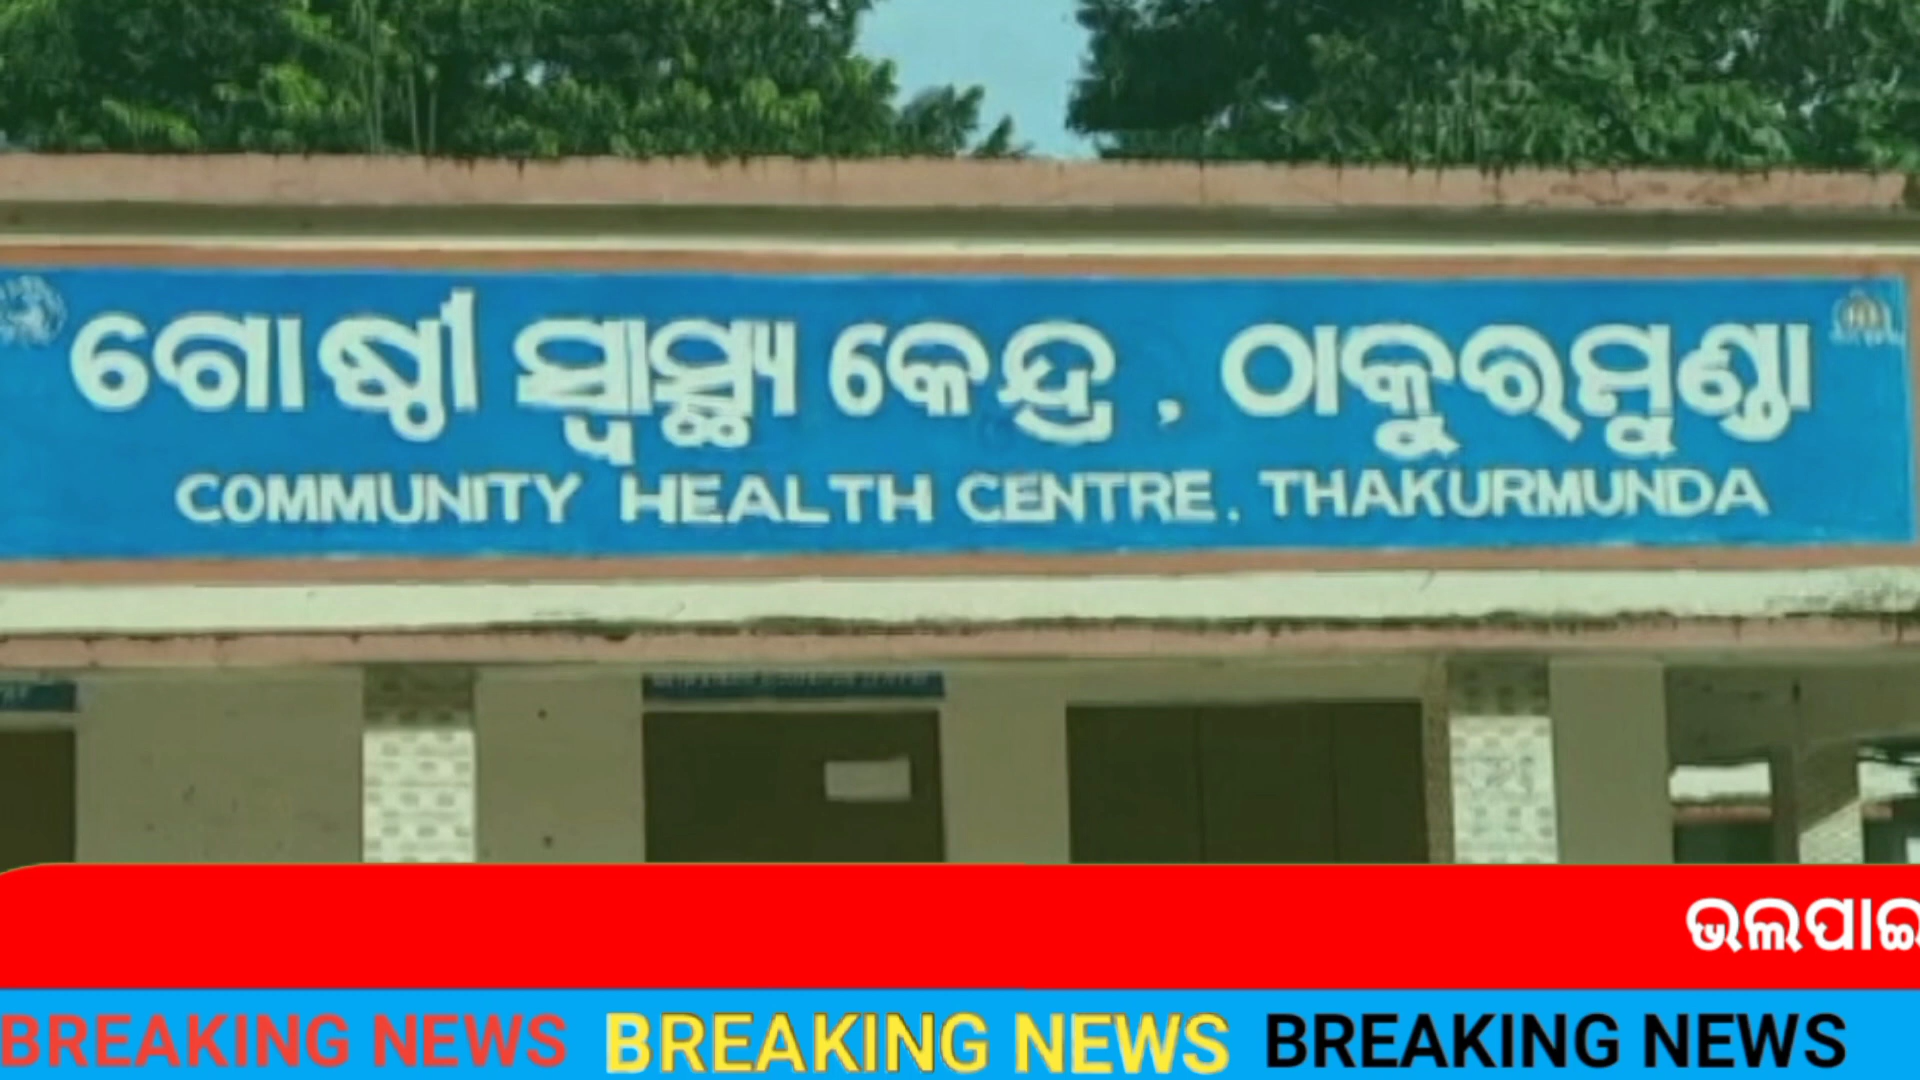 ଗୋଷ୍ଠୀ ସ୍ୱାସ୍ଥ୍ୟ କେନ୍ଦ୍ର , ଠାକୁରମୁଣ୍ଡା
COMMUNITY HEALTH CENTRE, THAKURMUNDA
ଭଲପାଇ
BREAKING NEWS BREAKING NEWS BREAKING NEWS